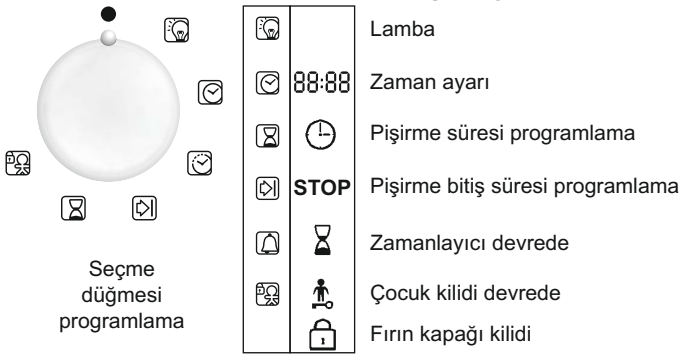 Lamba
88:88 Zaman ayarı
Pişirme süresi programlama
STOP Pişirme bitiş süresi programlama
Zamanlayıcı devrede
Çocuk kilidi devrede
Fırın kapağı kilidi
Seçme
düğmesi
programlama